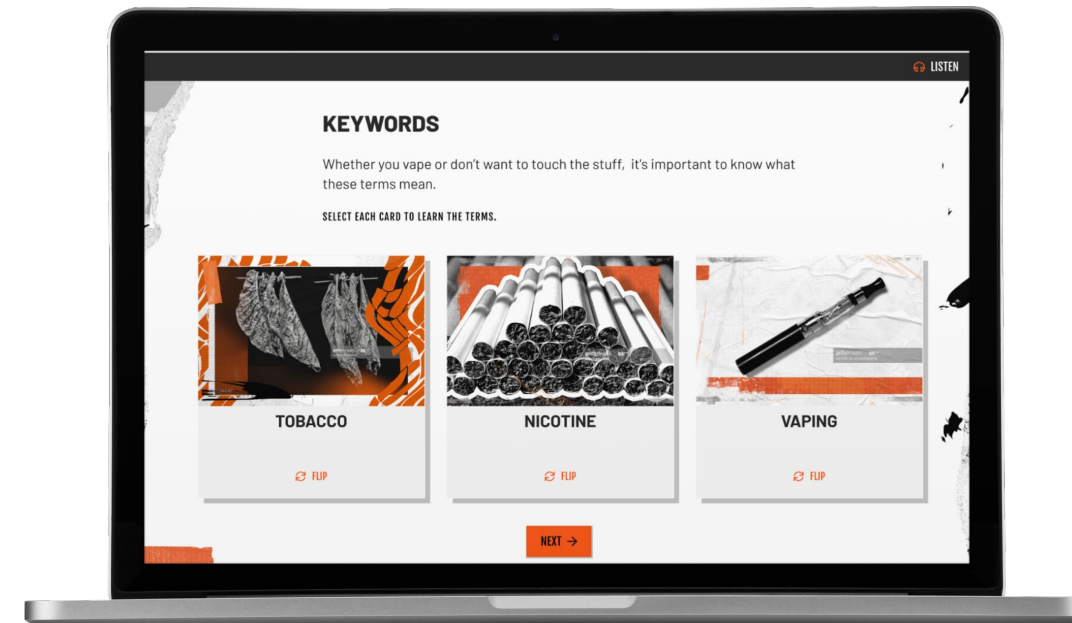 LISTEN
KEYWORDS
Whether you vape or don't want to touch the stuff, it's important to know what
these terms mean.
SELECT EACH CARD TO LEARN THE TERMS.
TOBACCO
NICOTINE
VAPING
FLIP
FLIP
FLIP
NEXT